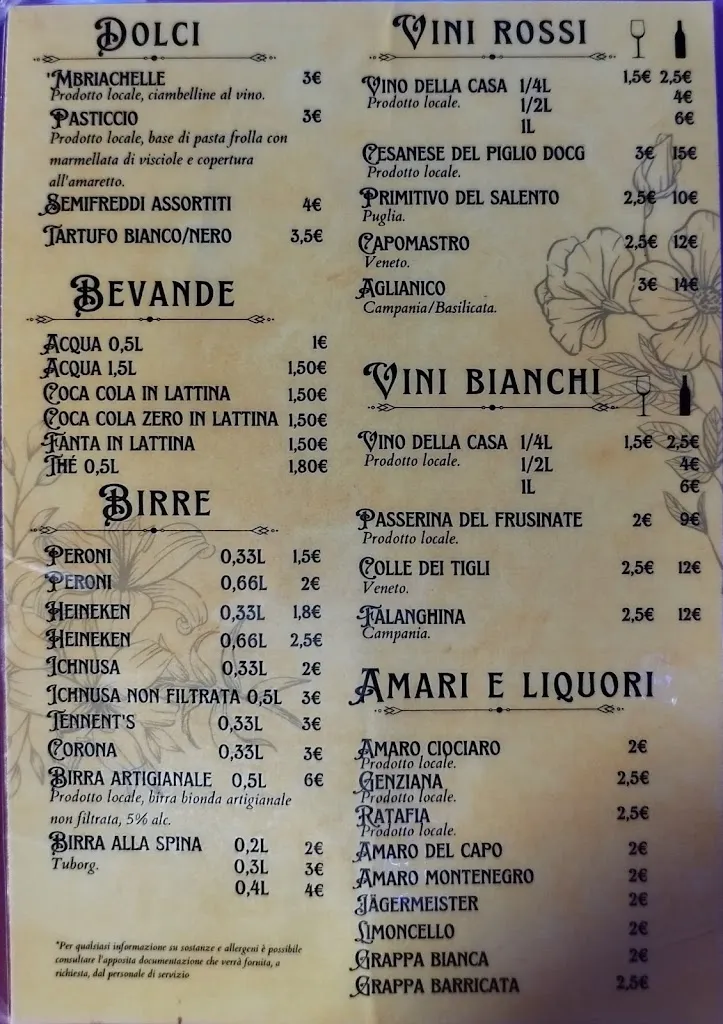 DOLCI
'MBRIACHELLE 3€
Prodotto locale, ciambelline al vino.
PASTICCIO 3€
Prodotto locale, base di pasta frolla con
marmellata di visciole e copertura
all'amaretto.
SEMIFREDDI ASSORTITI 4€
TARTUFO BIANCO/NERO 3,5€
BEVANDE
ACQUA 0,5L 1€
ACQUA 1,5L 1,50€
COCA COLA IN LATTINA 1,50€
COCA COLA ZERO IN LATTINA 1,50€
FANTA IN LATTINA 1,50€
THÉ 0,5L 1,80€
BIRRE
PERONI 0,33L 1,5€
PERONI 0,66L 2€
HEINEKEN 0,33L 1,8€
HEINEKEN 0,66L 2,5€
ICHNUSA 0,33L 2€
ICHNUSA NON FILTRATA 0,5L 3€
TENNENT'S 0,33L 3€
CORONA 0,33L 3€
BIRRA ARTIGIANALE 0,5L 6€
Prodotto locale, birra bionda artigianale
non filtrata, 5% alc.
BIRRA ALLA SPINA 0,2L 2€
Tuborg. 0,3L 3€
0,4L 4€
*Per qualsiasi informazione su sostanze e allergeni è possibile
consultare l'apposita documentazione che verrà fornita, a
richiesta, dal personale di servizio
VINI ROSSI
VINO DELLA CASA 1/4L 1,5€ 2,5€
Prodotto locale. 1/2L 4€
1L 6€
CESANESE DEL PIGLIO DOCG 3€ 15€
Prodotto locale.
PRIMITIVO DEL SALENTO 2,5€ 10€
Puglia.
CAPOMASTRO 2,5€ 12€
Veneto.
AGLIANICO 3€ 14€
Campania/Basilicata.
VINI BIANCHI
VINO DELLA CASA 1/4L 1,5€ 2,5€
Prodotto locale. 1/2L 4€
1L 6€
PASSERINA DEL FRUSINATE 2€ 9€
Prodotto locale.
COLLE DEI TIGLI 2,5€ 12€
Veneto.
FALANGHINA 2,5€ 12€
Campania.
AMARI E LIQUORI
AMARO CIOCIARO 2€
Prodotto locale.
GENZIANA 2,5€
Prodotto locale.
RATAFIA 2,5€
Prodotto locale.
AMARO DEL CAPO 2€
AMARO MONTENEGRO 2€
JÄGERMEISTER 2€
LIMONCELLO 2€
GRAPPA BIANCA 2€
GRAPPA BARRICATA 2,5€